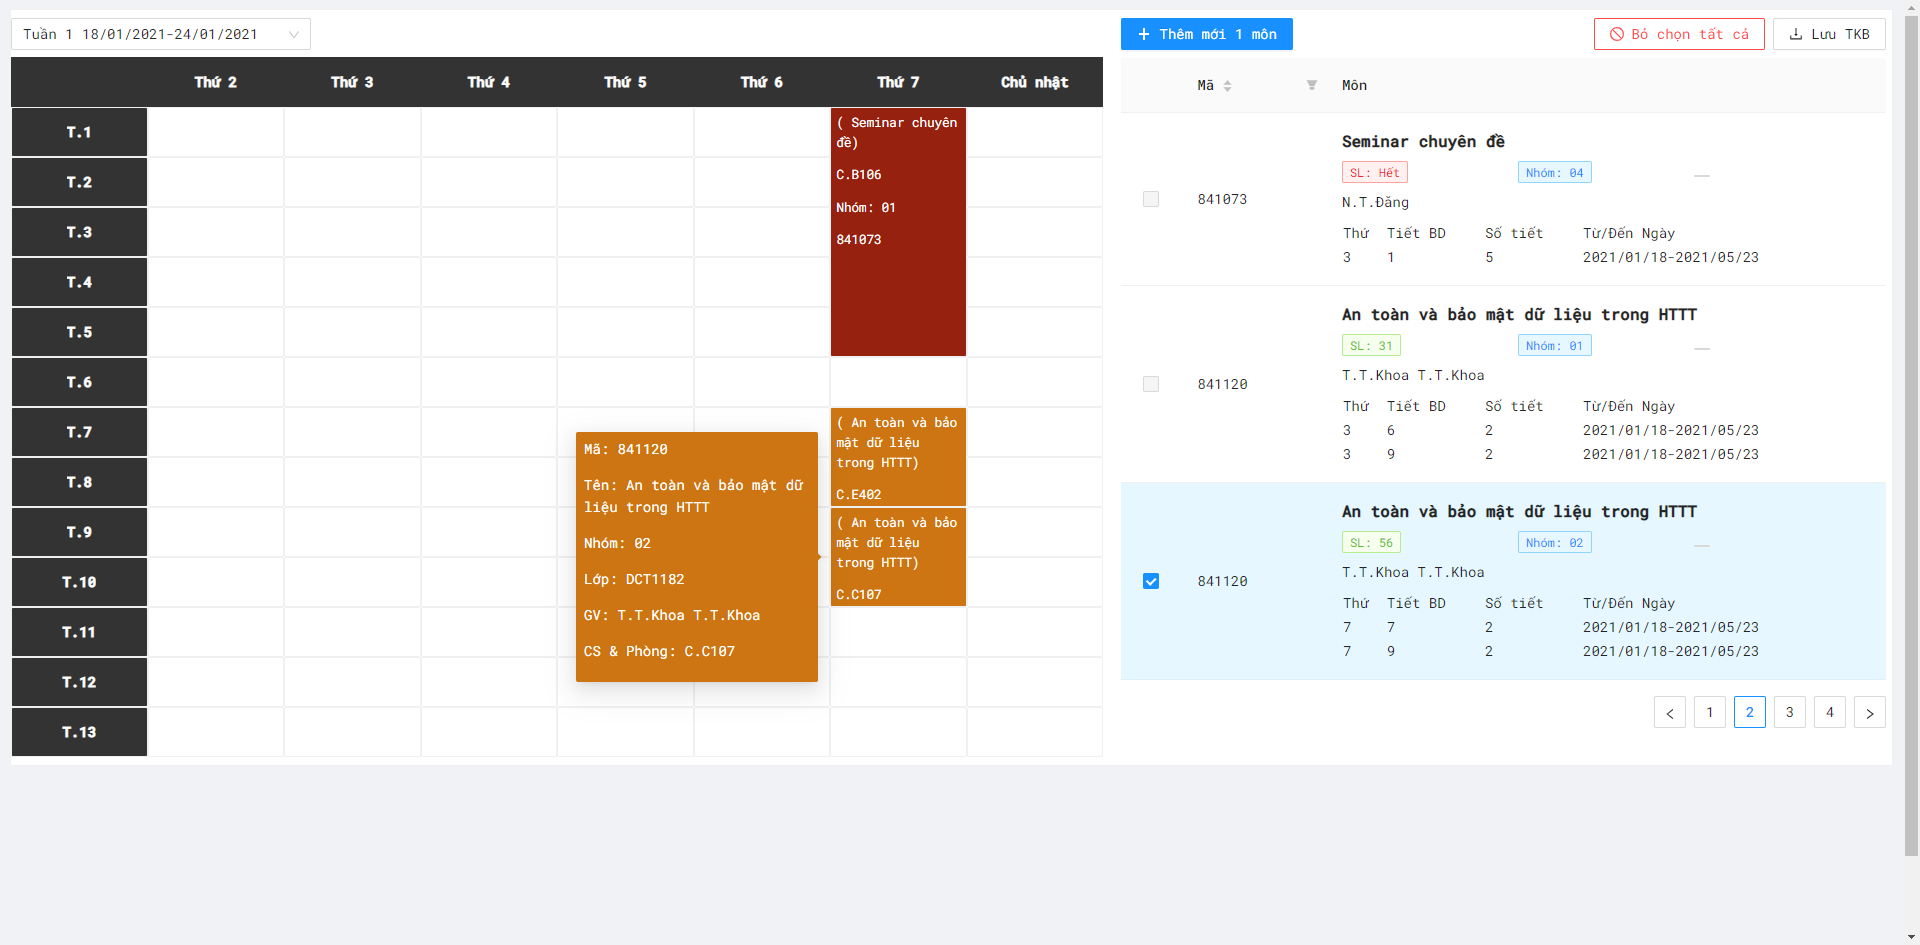 Tuần 1 18/01/2021-24/01/2021
Thêm mới 1 môn
Bỏ chọn tất cả
Lưu TKB
Thứ 2 Thứ 3 Thứ 4 Thứ 5 Thứ 6 Thứ 7 Chủ nhật
T.1
T.2
T.3
T.4
T.5
T.6
T.7
T.8
T.9
T.10
T.11
T.12
T.13
( Seminar chuyên
đề)
C.B106
Nhóm: 01
841073
( An toàn và bảo
mật dữ liệu
trong HTTT)
C.E402
( An toàn và bảo
mật dữ liệu
trong HTTT)
C.C107
Mã: 841120
Tên: An toàn và bảo mật dữ
liệu trong HTTT
Nhóm: 02
Lớp: DCT1182
GV: T.T.Khoa T.T.Khoa
CS & Phòng: C.C107
Mã Môn
841073
Seminar chuyên đề
SL: Hết Nhóm: 04
N.T.Đăng
Thứ Tiết BD Số tiết Từ/Đến Ngày
3 1 5 2021/01/18-2021/05/23
841120
An toàn và bảo mật dữ liệu trong HTTT
SL: 31 Nhóm: 01
T.T.Khoa T.T.Khoa
Thứ Tiết BD Số tiết Từ/Đến Ngày
3 6 2 2021/01/18-2021/05/23
3 9 2 2021/01/18-2021/05/23
841120
An toàn và bảo mật dữ liệu trong HTTT
SL: 56 Nhóm: 02
T.T.Khoa T.T.Khoa
Thứ Tiết BD Số tiết Từ/Đến Ngày
7 7 2 2021/01/18-2021/05/23
7 9 2 2021/01/18-2021/05/23
< 1 2 3 4 >